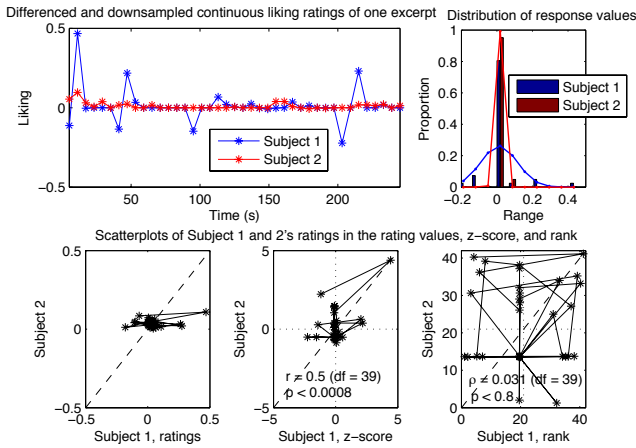 Differenced and downsampled continuous liking ratings of one excerpt
0.5
0
−0.5
Liking
50
100
150
200
Time (s)
Subject 1
Subject 2
Distribution of response values
1
0.8
0.6
0.4
0.2
0
Proportion
−0.2
0
0.2
0.4
Range
Subject 1
Subject 2
Scatterplots of Subject 1 and 2's ratings in the rating values, z−score, and rank
0.5
0
−0.5
Subject 2
−0.5
0
0.5
Subject 1, ratings
5
0
−5
Subject 2
−5
0
5
Subject 1, z−score
r = 0.5 (df = 39)
p < 0.0008
40
30
20
10
0
Subject 2
0
10
20
30
40
Subject 1, rank
ρ = 0.031 (df = 39)
p < 0.8